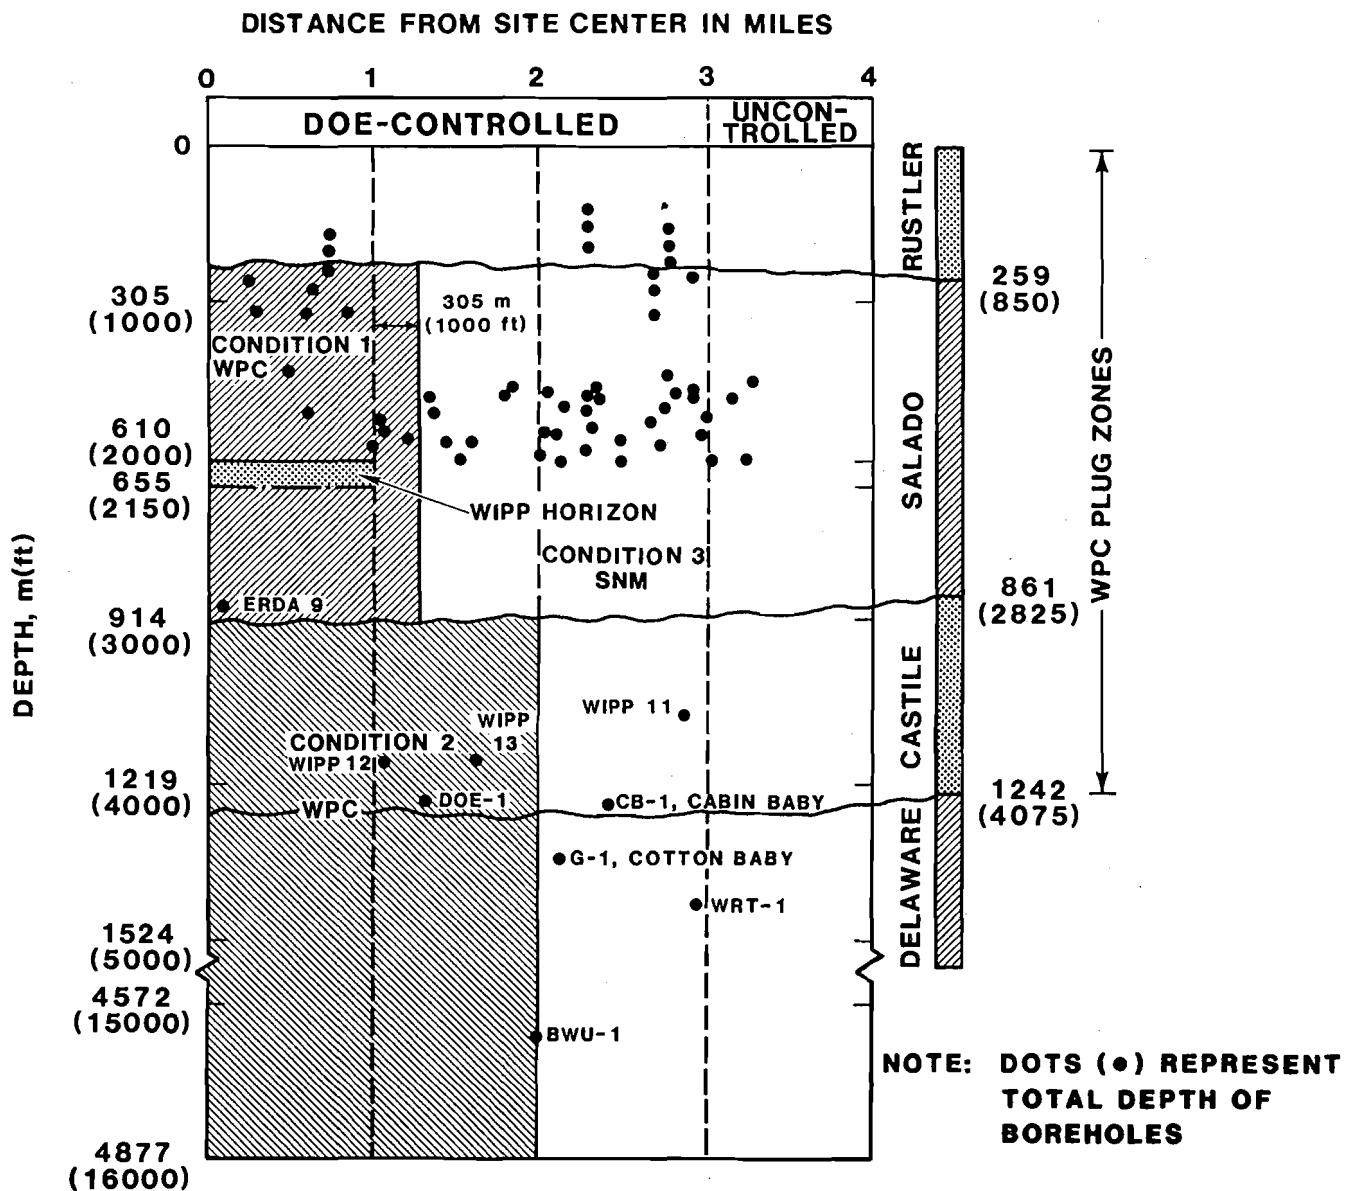 DISTANCE FROM SITE CENTER IN MILES
0 1 2 3 4
DOE-CONTROLLED
UNCON-
TROLLED
0
305
(1000)
610
(2000)
655
(2150)
914
(3000)
1219
(4000)
1524
(5000)
4572
(15000)
4877
(16000)
DEPTH, m(ft)
305 m
(1000 ft)
CONDITION 1
WPC
WIPP HORIZON
CONDITION 3
SNM
ERDA 9
WIPP 11
WIPP
13
CONDITION 2
WIPP 12
DOE-1
WPC
CB-1, CABIN BABY
G-1, COTTON BABY
WRT-1
BWU-1
RUSTLER
SALADO
CASTILE
DELAWARE
259
(850)
861
(2825)
1242
(4075)
WPC PLUG ZONES
NOTE: DOTS (●) REPRESENT
TOTAL DEPTH OF
BOREHOLES